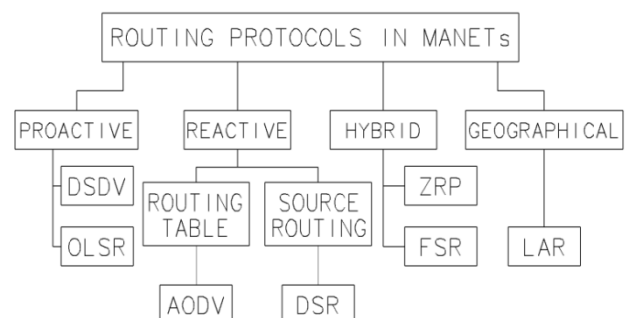 ROUTING PROTOCOLS IN MANETs
PROACTIVE
REACTIVE
HYBRID
GEOGRAPHICAL
DSDV
OLSR
ROUTING
TABLE
SOURCE
ROUTING
ZRP
FSR
LAR
AODV
DSR